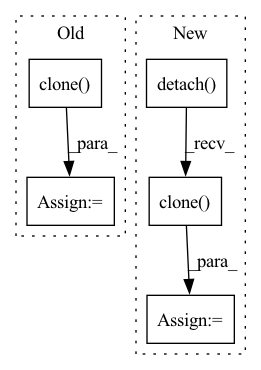 Old
New
clone()
detach()
_para_
_recv_
Assign:=
clone()
_para_
Assign:=